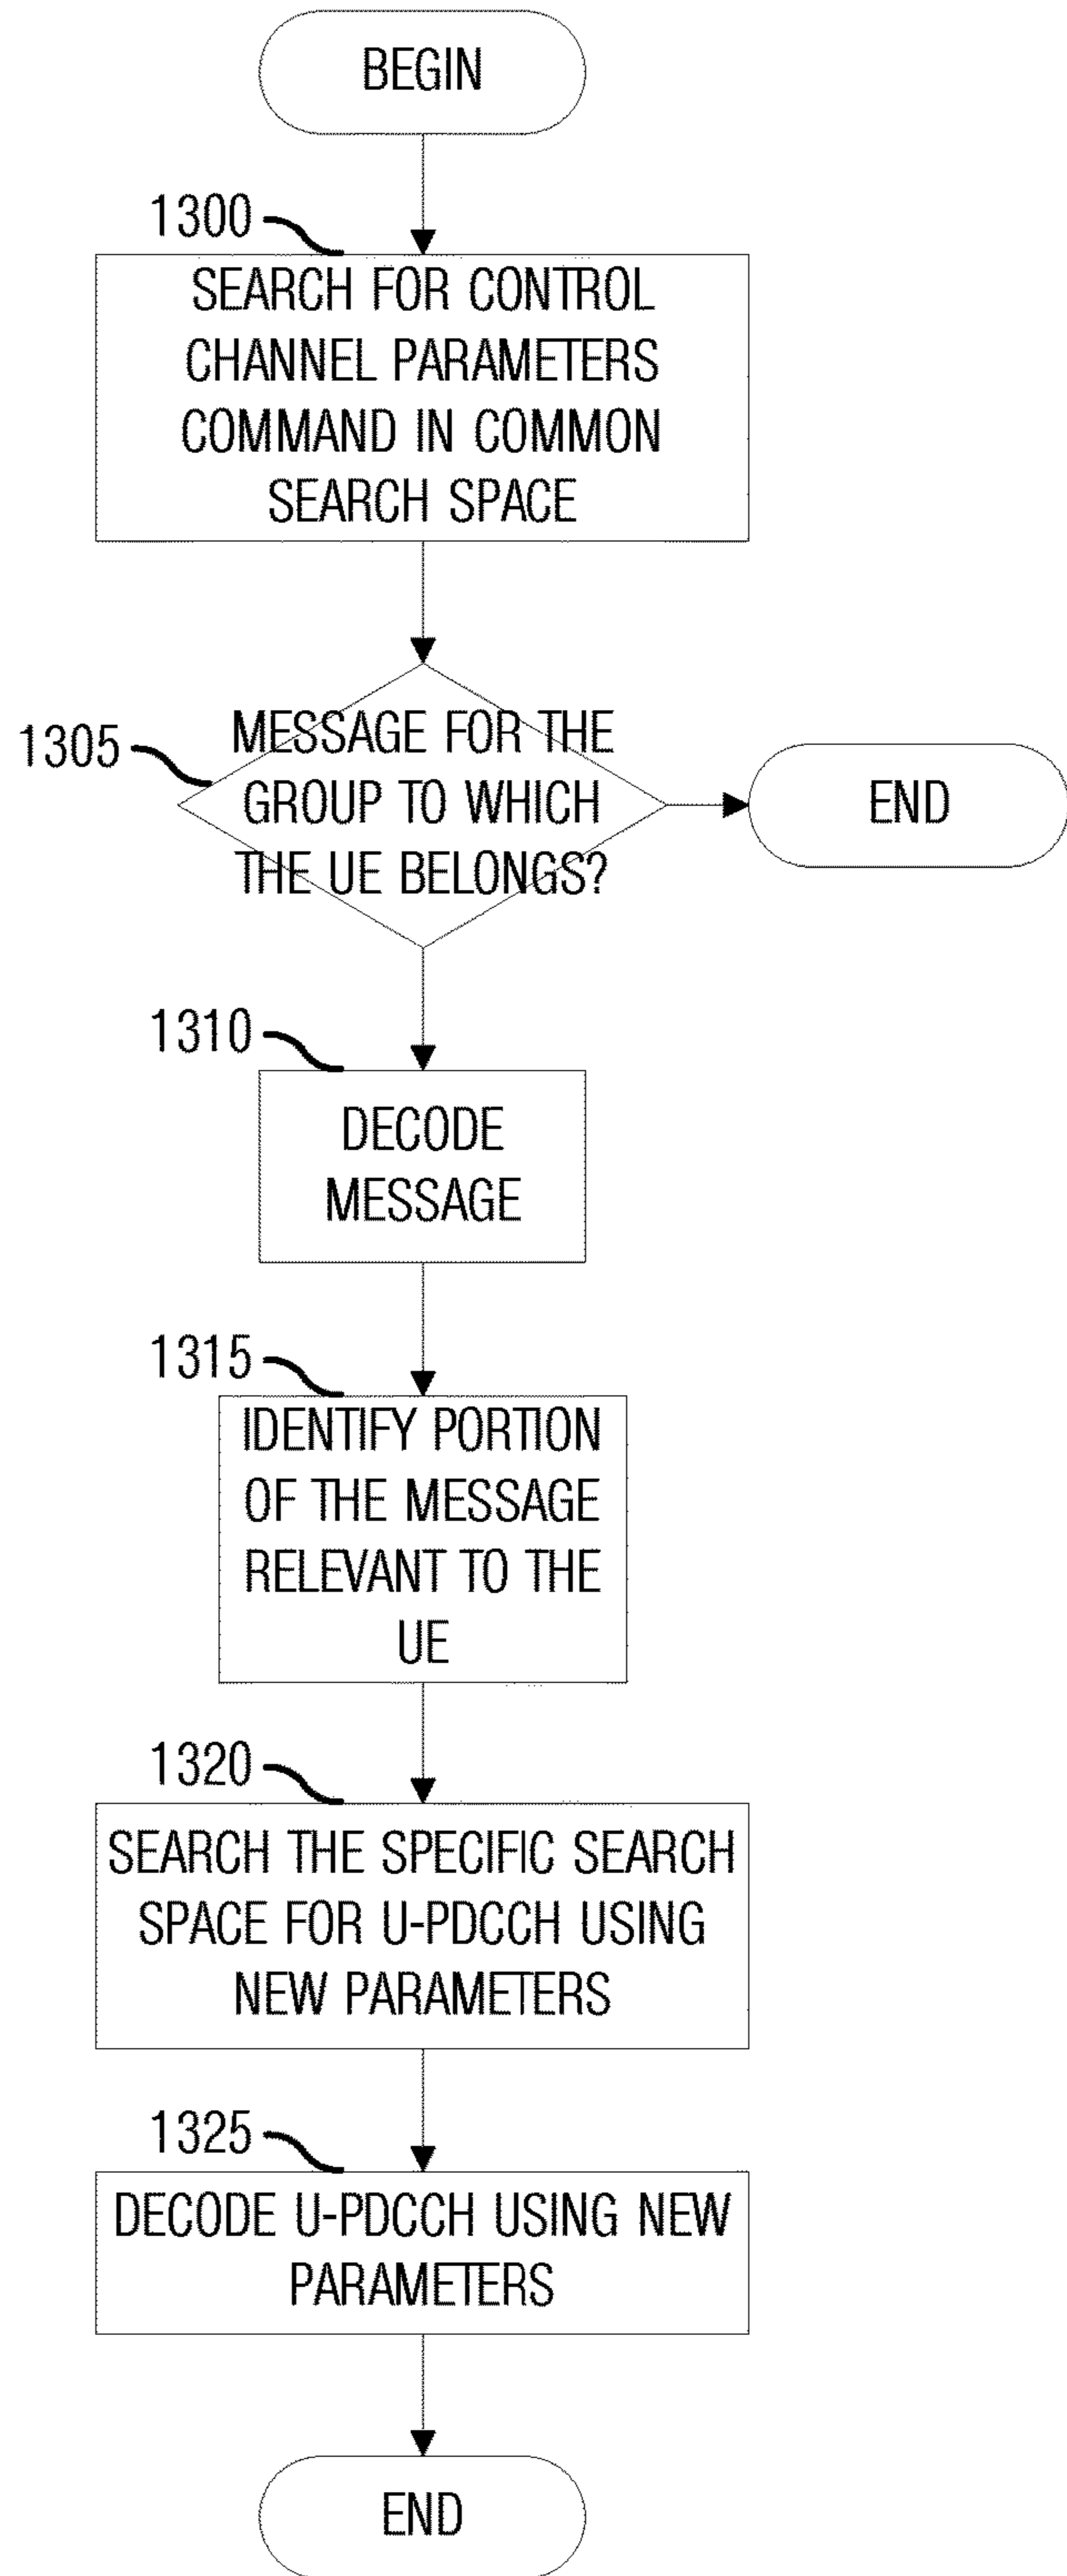 BEGIN
1300
SEARCH FOR CONTROL
CHANNEL PARAMETERS
COMMAND IN COMMON
SEARCH SPACE
1305
MESSAGE FOR THE
GROUP TO WHICH
THE UE BELONGS?
END
1310
DECODE
MESSAGE
1315
IDENTIFY PORTION
OF THE MESSAGE
RELEVANT TO THE
UE
1320
SEARCH THE SPECIFIC SEARCH
SPACE FOR U-PDCCH USING
NEW PARAMETERS
1325
DECODE U-PDCCH USING NEW
PARAMETERS
END